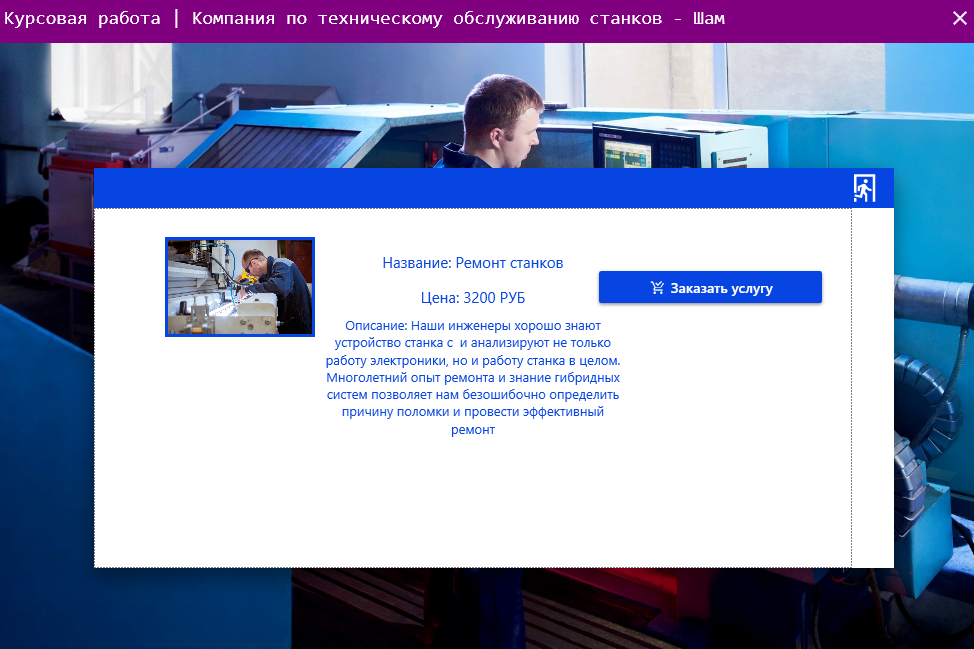 Курсовая работа | Компания по техническому обслуживанию станков - Шам
Название: Ремонт станков
Цена: 3200 РУБ
Заказать услугу
Описание: Наши инженеры хорошо знают
устройство станка с  и анализируют не только
работу электроники, но и работу станка в целом.
Многолетний опыт ремонта и знание гибридных
систем позволяет нам безошибочно определить
причину поломки и провести эффективный
ремонт